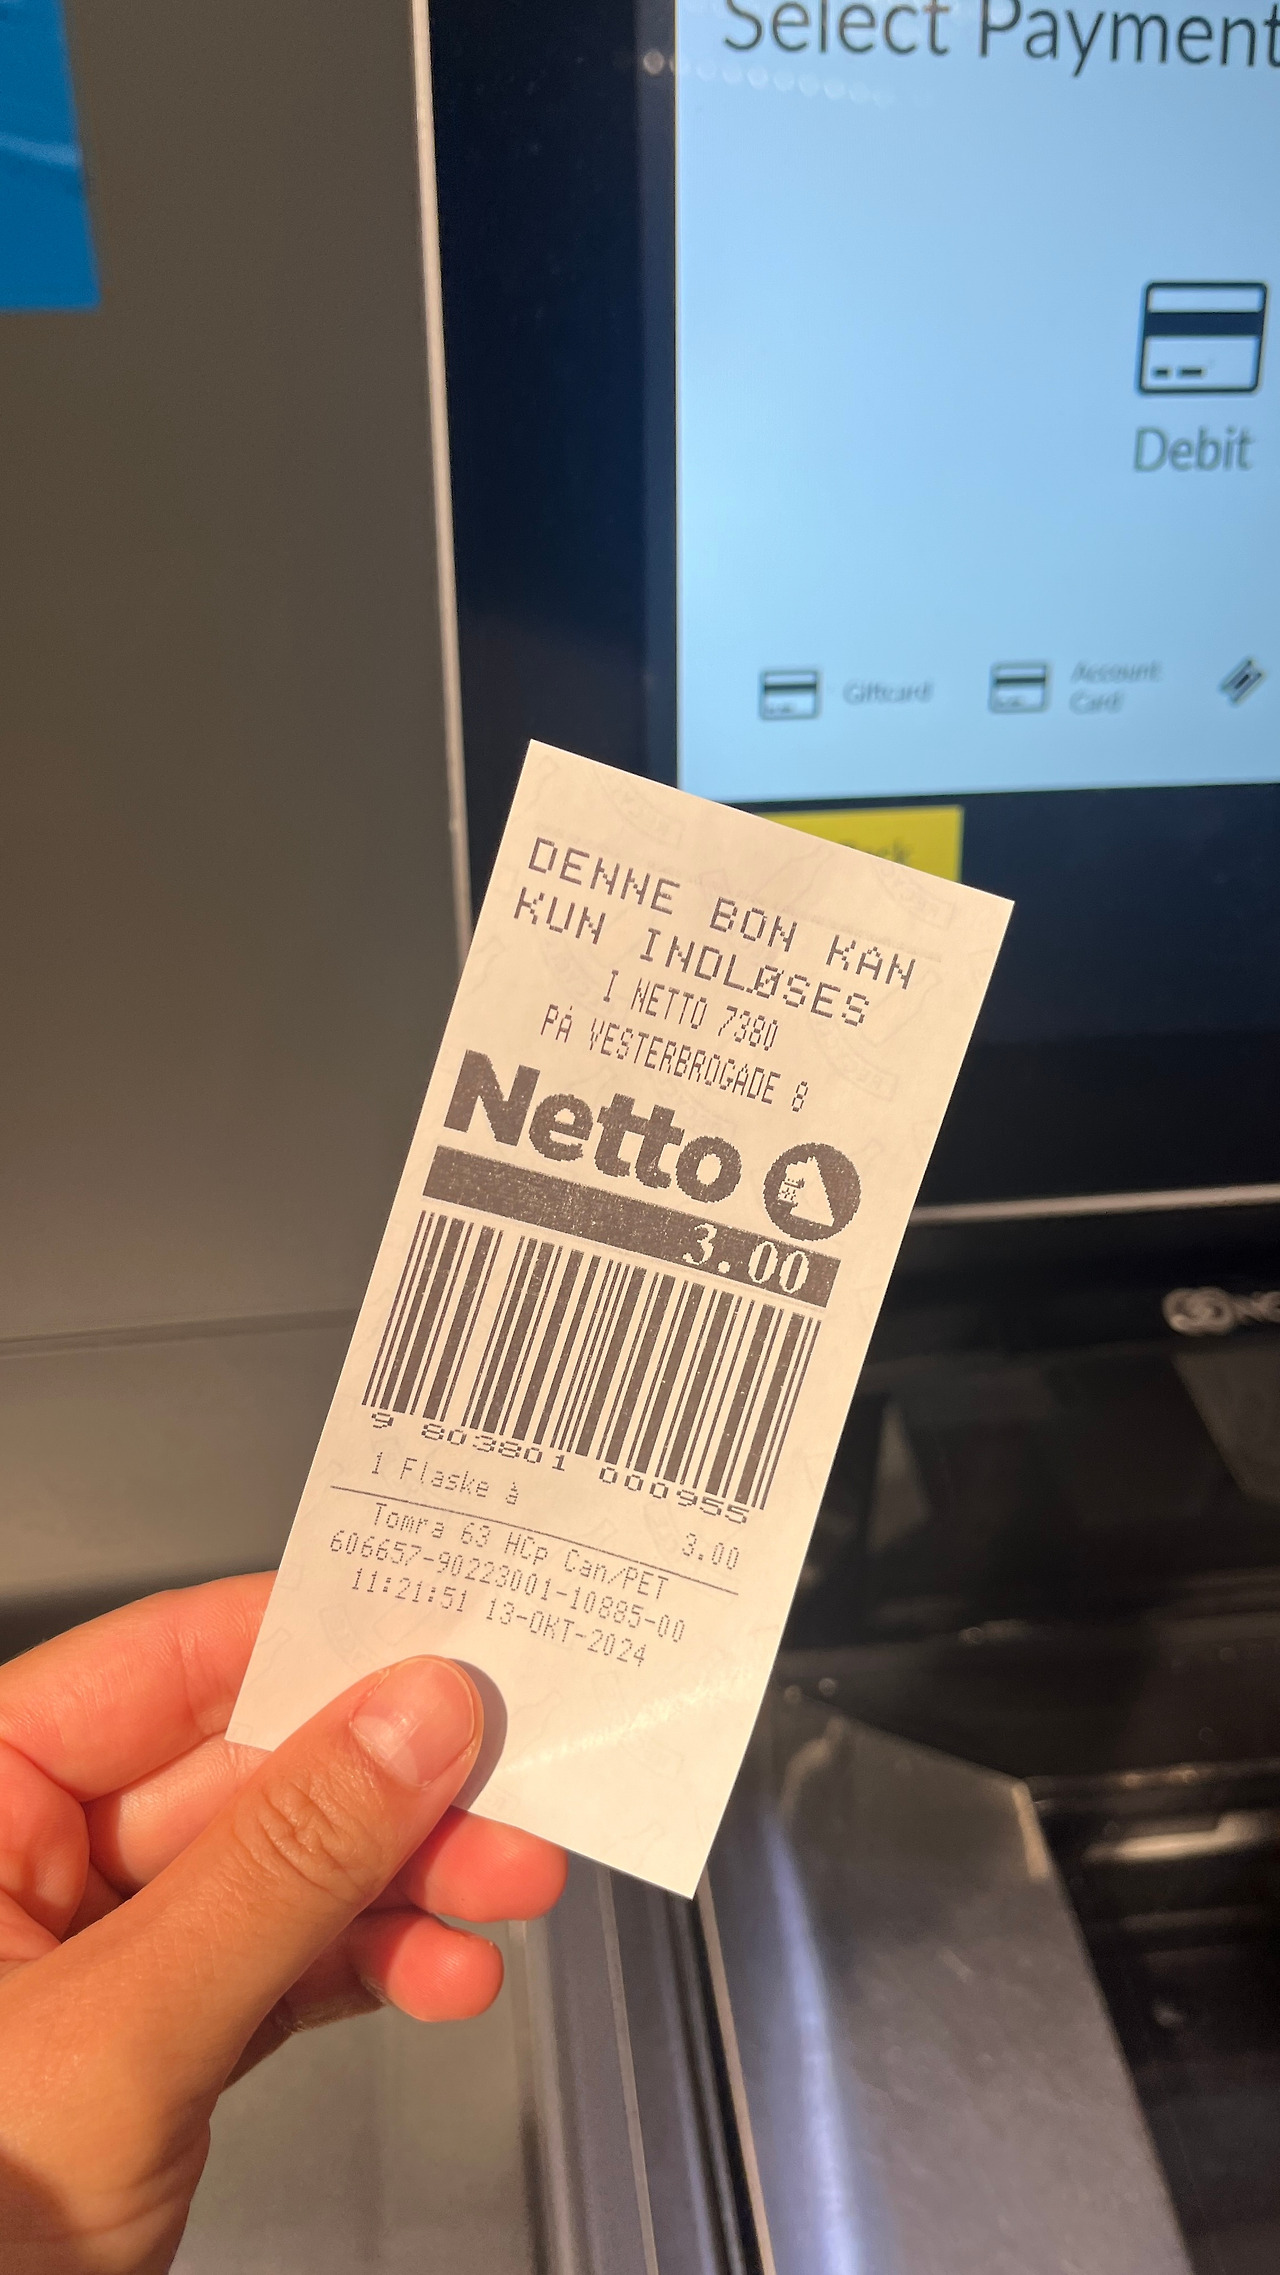 Select Payment
Debit
Giftcard
Account
Card
DENNE BON KAN
KUN INDLØSES
I NETTO 7380
PÅ VESTERBROGADE 8
Netto
3.00
9 803801 000955
1 Flaske à 3.00
Tomra 63 HCp Can/PET
606657-90223001-10885-00
11:21:51 13-OKT-2024